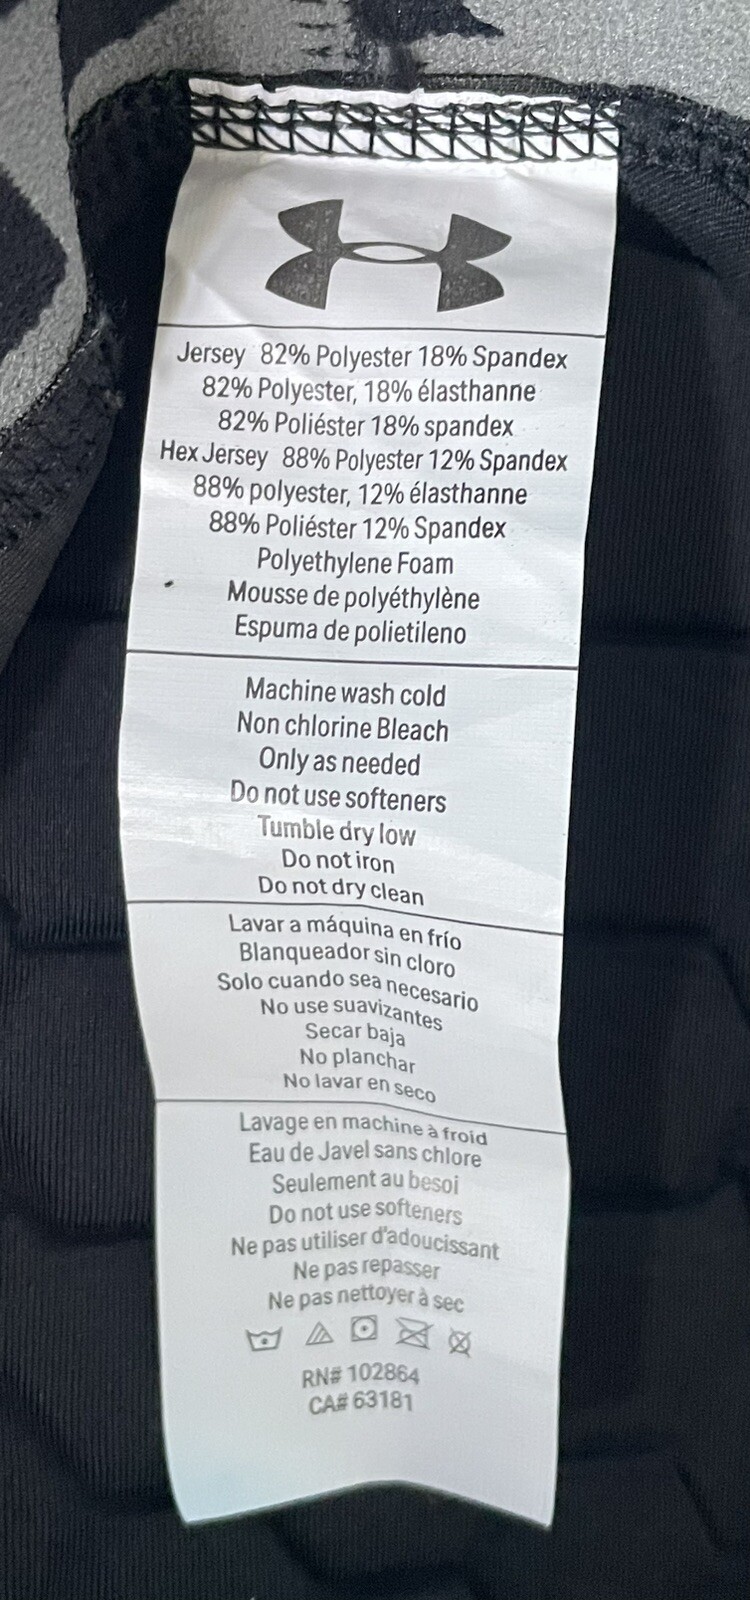 Jersey 82% Polyester 18% Spandex
82% Polyester, 18% élasthanne
82% Poliéster 18% spandex
Hex Jersey 88% Polyester 12% Spandex
88% polyester, 12% élasthanne
88% Poliéster 12% Spandex
Polyethylene Foam
Mousse de polyéthylène
Espuma de polietileno
Machine wash cold
Non chlorine Bleach
Only as needed
Do not use softeners
Tumble dry low
Do not iron
Do not dry clean
Lavar a máquina en frío
Blanqueador sin cloro
Solo cuando sea necesario
No use suavizantes
Secar baja
No planchar
No lavar en seco
Lavage en machine à froid
Eau de Javel sans chlore
Seulement au besoi
Do not use softeners
Ne pas utiliser d'adoucissant
Ne pas repasser
Ne pas nettoyer à sec
RN# 102864
CA# 63181